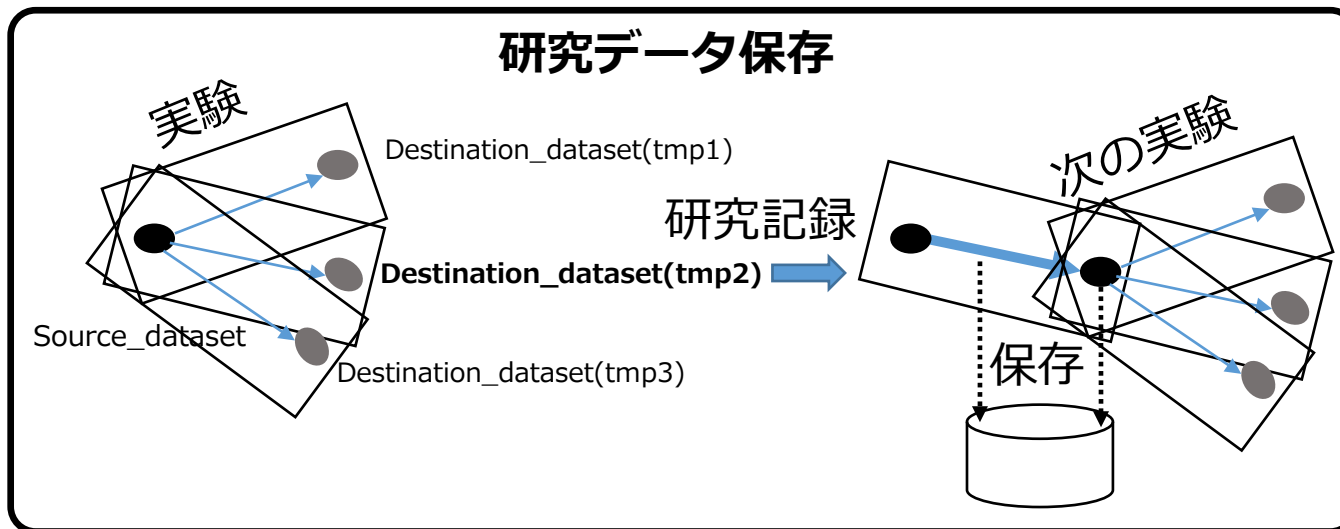 研究データ保存
実験
Destination_dataset(tmp1)
Destination_dataset(tmp2)
Source_dataset
Destination_dataset(tmp3)
研究記録
次の実験
保存